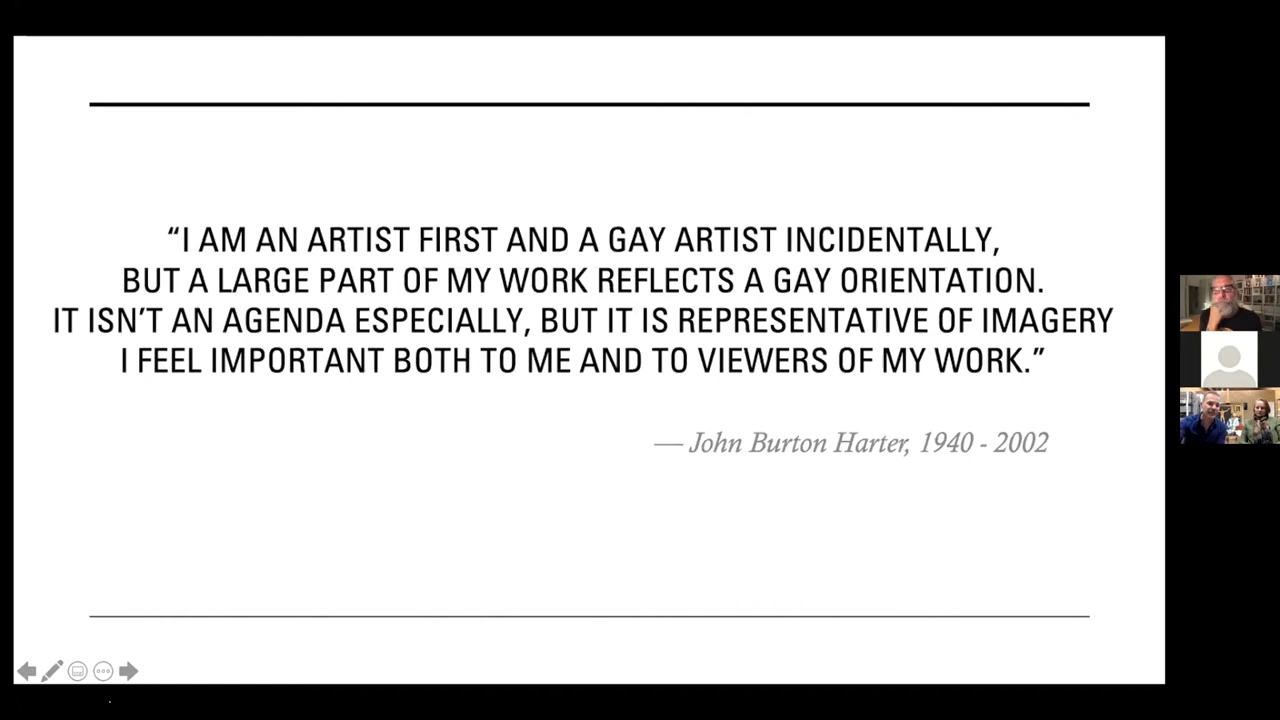 “I AM AN ARTIST FIRST AND A GAY ARTIST INCIDENTALLY,
BUT A LARGE PART OF MY WORK REFLECTS A GAY ORIENTATION.
IT ISN’T AN AGENDA ESPECIALLY, BUT IT IS REPRESENTATIVE OF IMAGERY
I FEEL IMPORTANT BOTH TO ME AND TO VIEWERS OF MY WORK.”
— John Burton Harter, 1940 - 2002